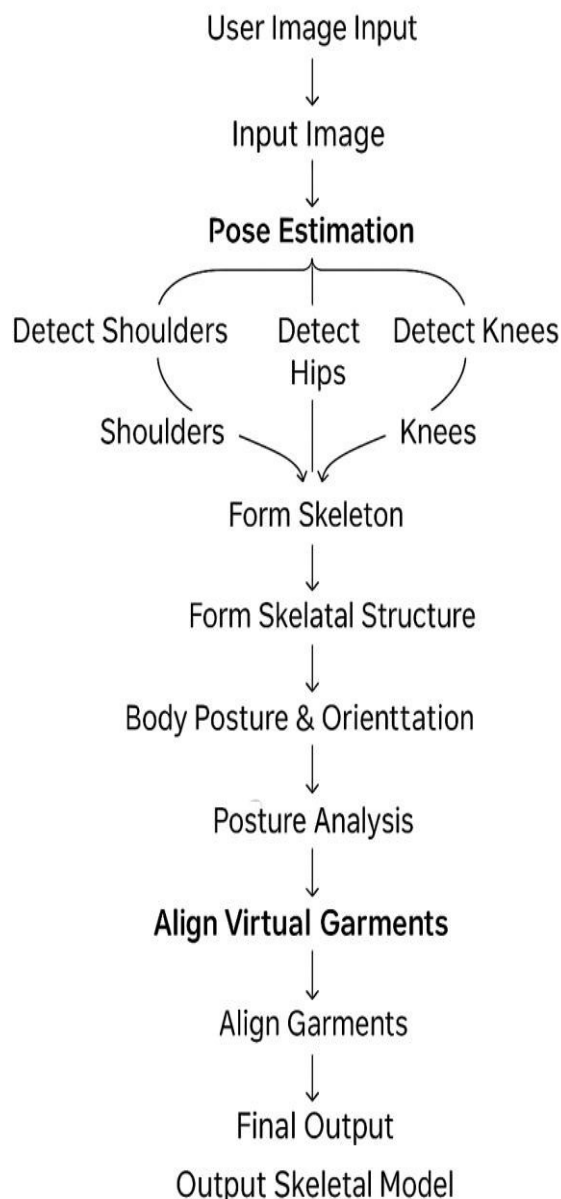 User Image Input
Input Image
Pose Estimation
Detect Shoulders
Detect
Hips
Detect Knees
Shoulders
Knees
Form Skeleton
Form Skelatal Structure
Body Posture & Orienttation
Posture Analysis
Align Virtual Garments
Align Garments
Final Output
Output Skeletal Model